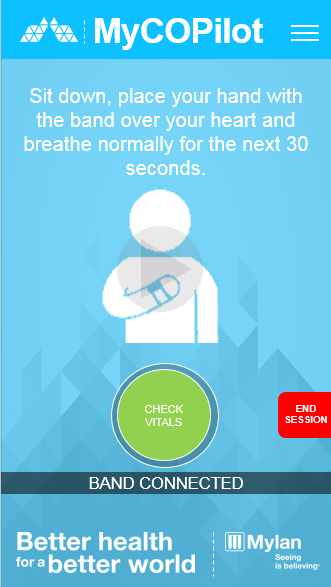 MyCOPilot
Sit down, place your hand with
the band over your heart and
breathe normally for the next 30
seconds.
CHECK
VITALS
END
SESSION
BAND CONNECTED
Better health
for a better world
Mylan
Seeing
is believing®